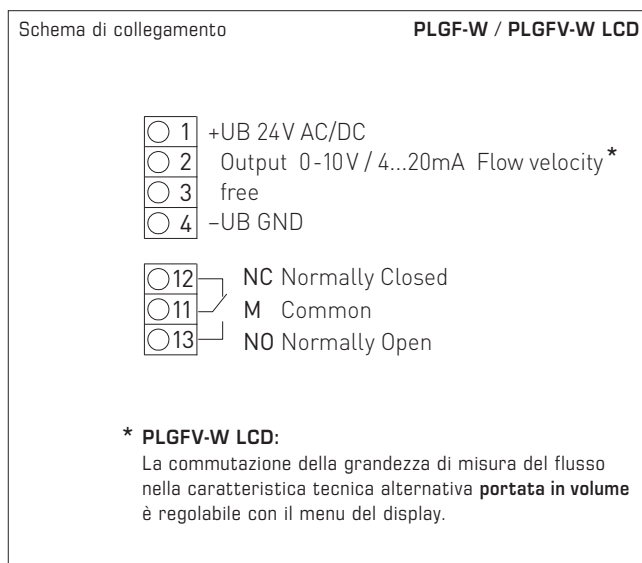 Schema di collegamento PLGF-W / PLGFV-W LCD
1 +UB 24V AC/DC
2 Output 0-10V / 4...20mA Flow velocity*
3 free
4 –UB GND
12 NC Normally Closed
11 M Common
13 NO Normally Open
* PLGFV-W LCD:
La commutazione della grandezza di misura del flusso
nella caratteristica tecnica alternativa portata in volume
è regolabile con il menu del display.